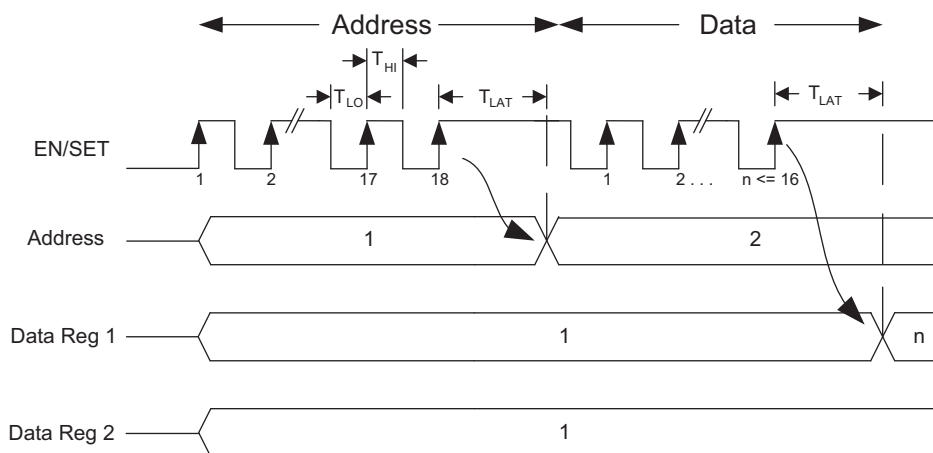 Address Data
T_HI
T_LO T_LAT T_LAT
EN/SET
1 2 17 18 1 2 . . . n <= 16
Address 1 2
Data Reg 1 1 n
Data Reg 2 1